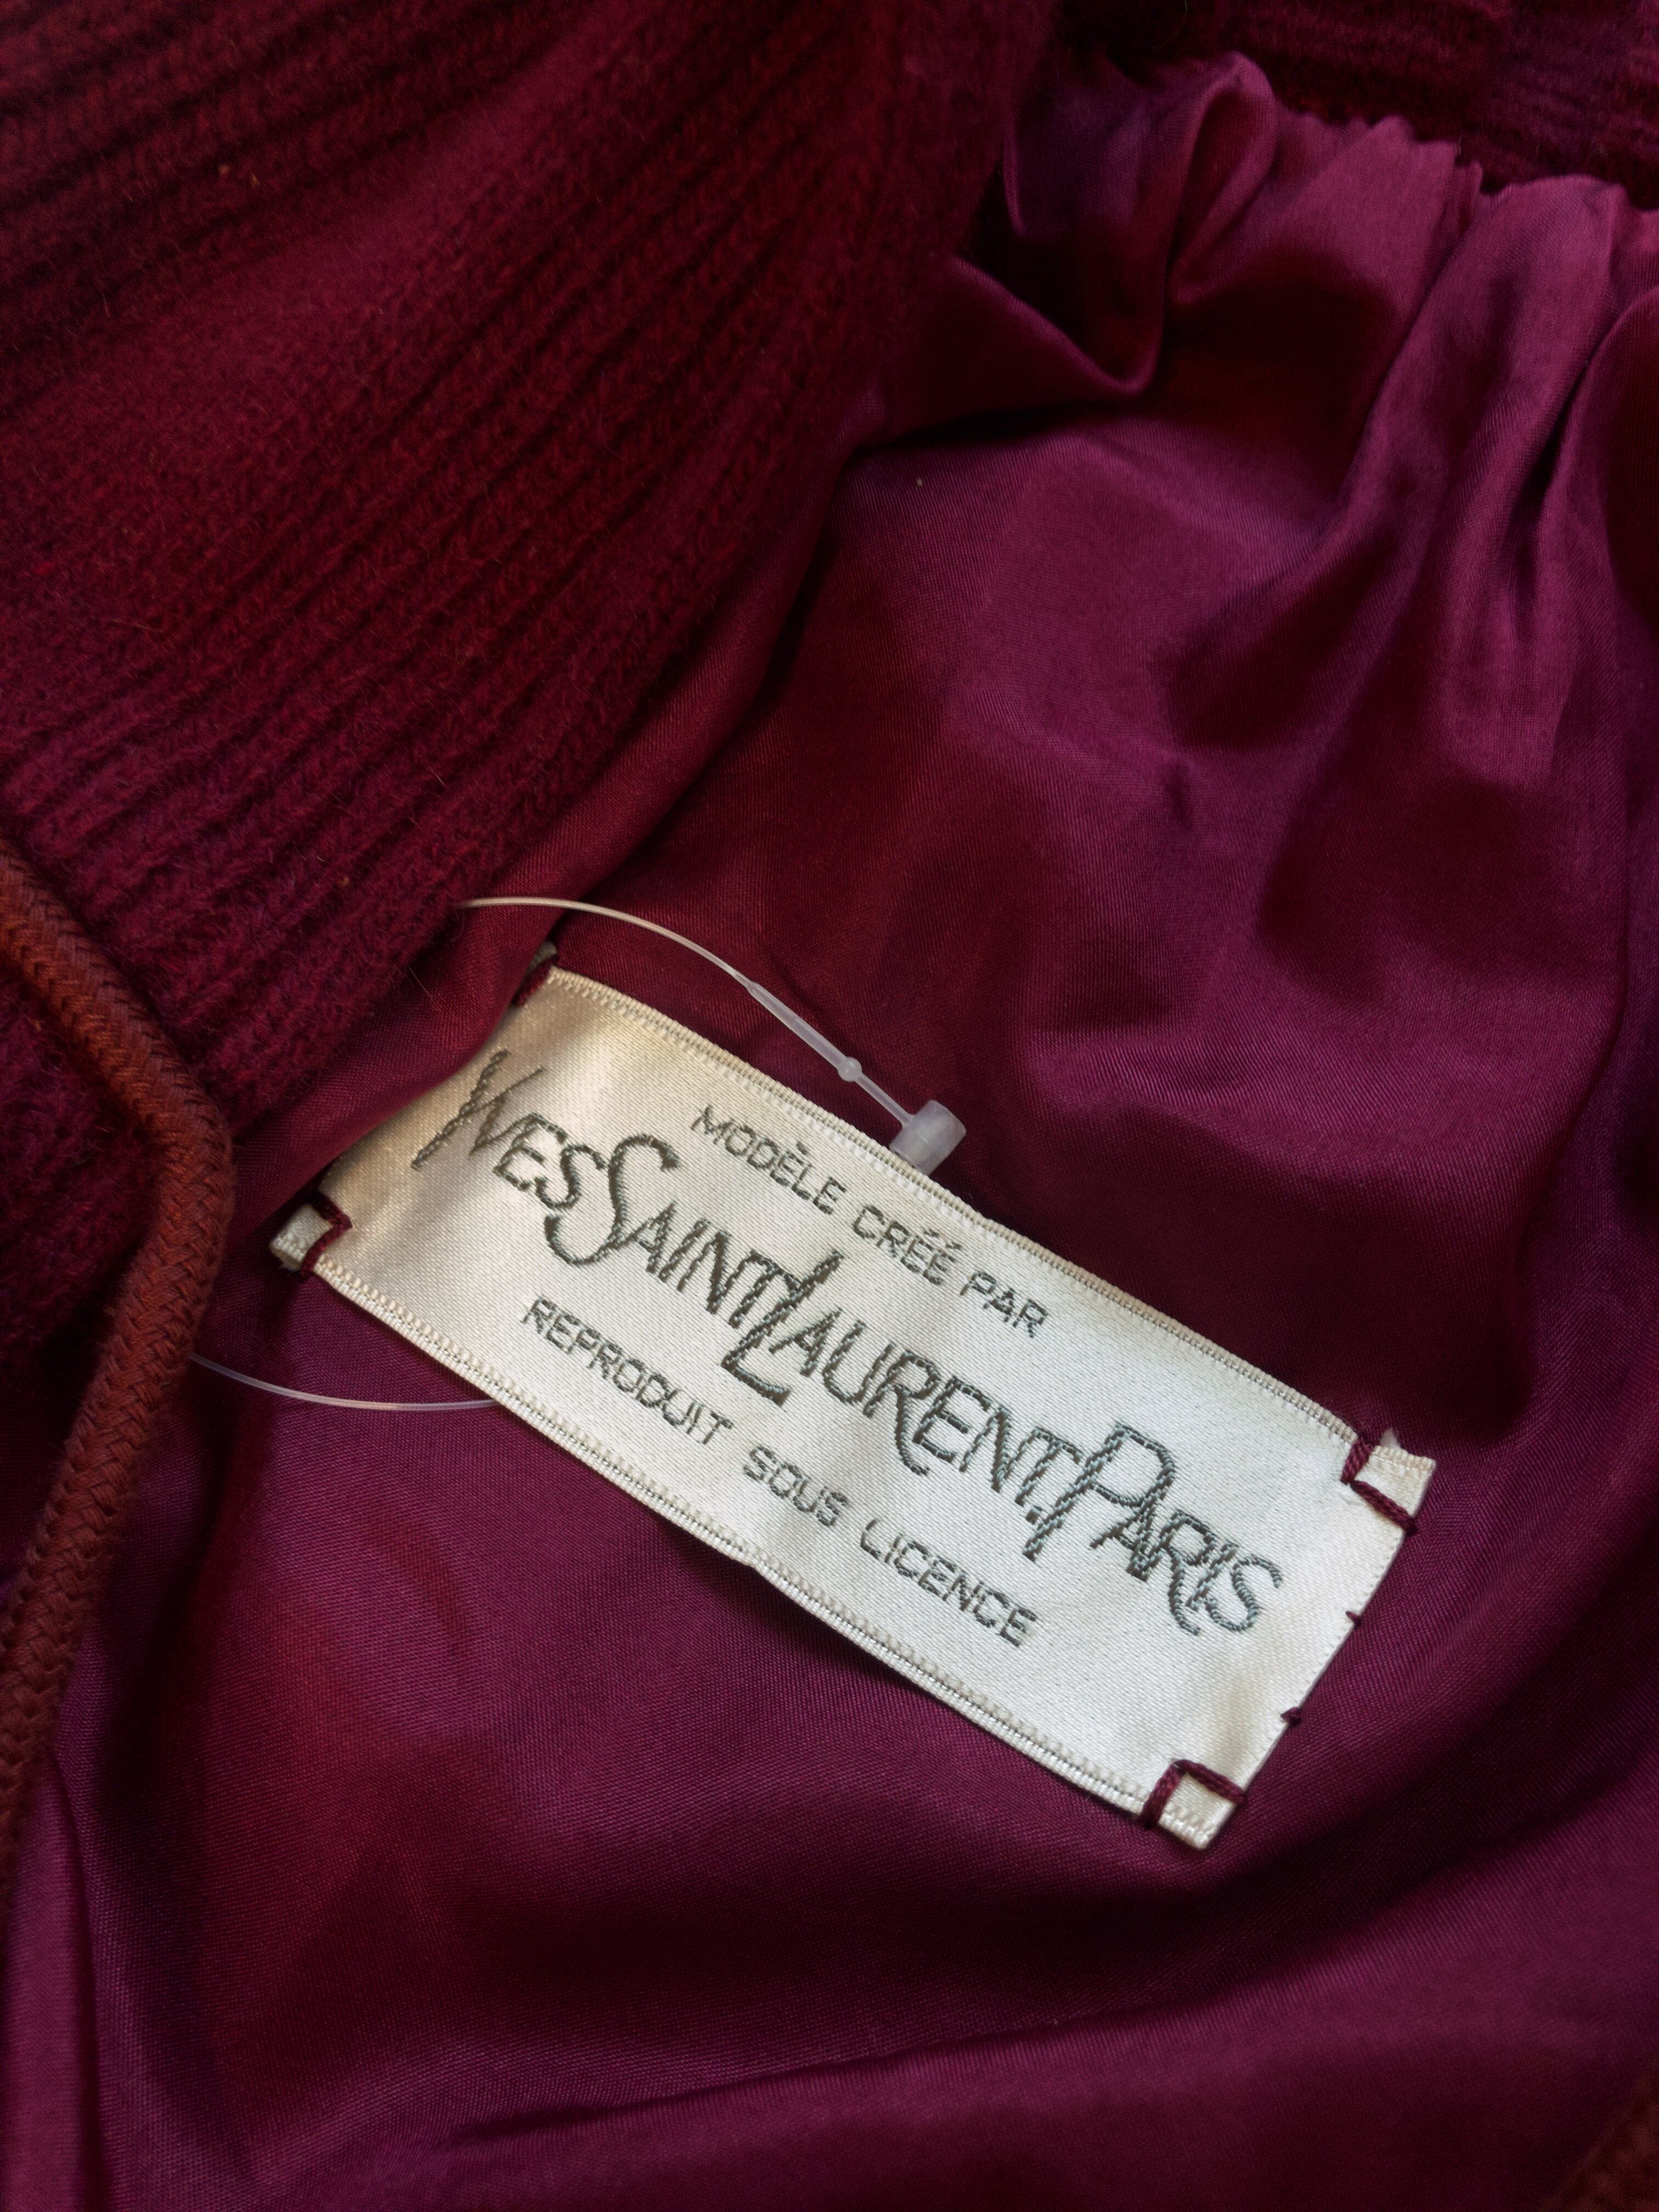 MODÈLE CRÉÉ PAR
YVESSAINTLAURENT.PARIS
REPRODUIT SOUS LICENCE